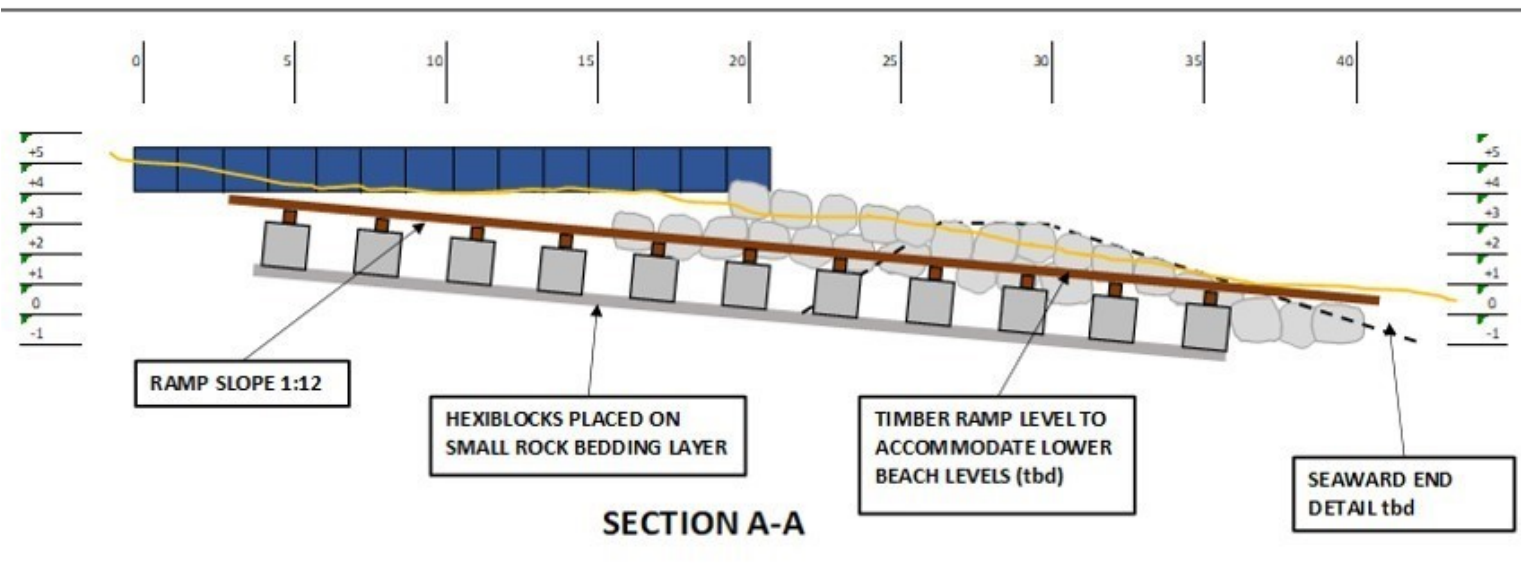 0 5 10 15 20 25 30 35 40
+5 +5
+4 +4
+3 +3
+2 +2
+1 +1
0 0
-1 -1
RAMP SLOPE 1:12
HEXIBLOCKS PLACED ON
SMALL ROCK BEDDING LAYER
TIMBER RAMP LEVEL TO
ACCOMMODATE LOWER
BEACH LEVELS (tbd)
SEAWARD END
DETAIL tbd
SECTION A-A